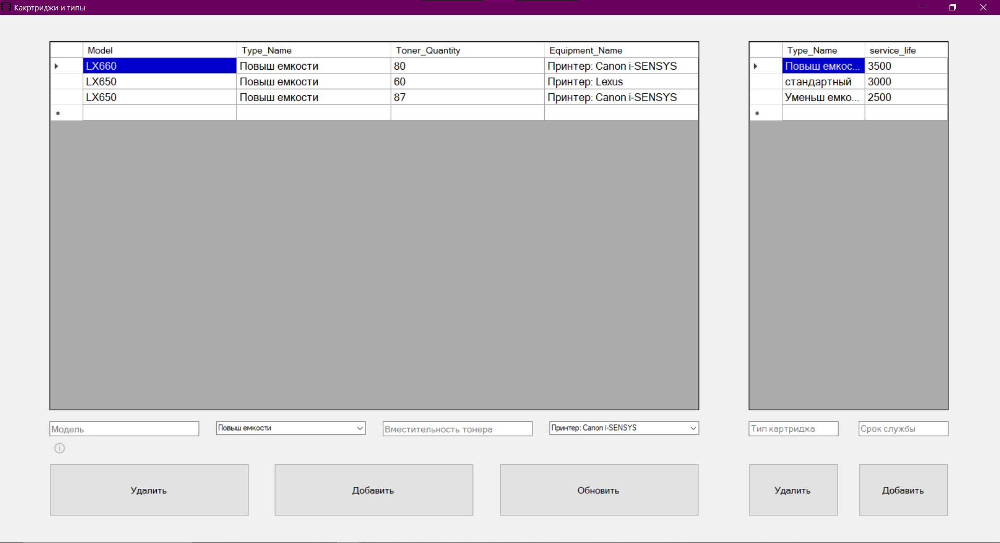 Какртриджи и типы
Model Type_Name Toner_Quantity Equipment_Name
LX660 Повыш емкости 80 Принтер: Canon i-SENSYS
LX650 Повыш емкости 60 Принтер: Lexus
LX650 Повыш емкости 87 Принтер: Canon i-SENSYS
Type_Name service_life
Повыш емкос... 3500
стандартный 3000
Уменьш емко... 2500
Модель Повыш емкости Вместительность тонера Принтер: Canon i-SENSYS
Тип картриджа Срок службы
Удалить Добавить Обновить
Удалить Добавить